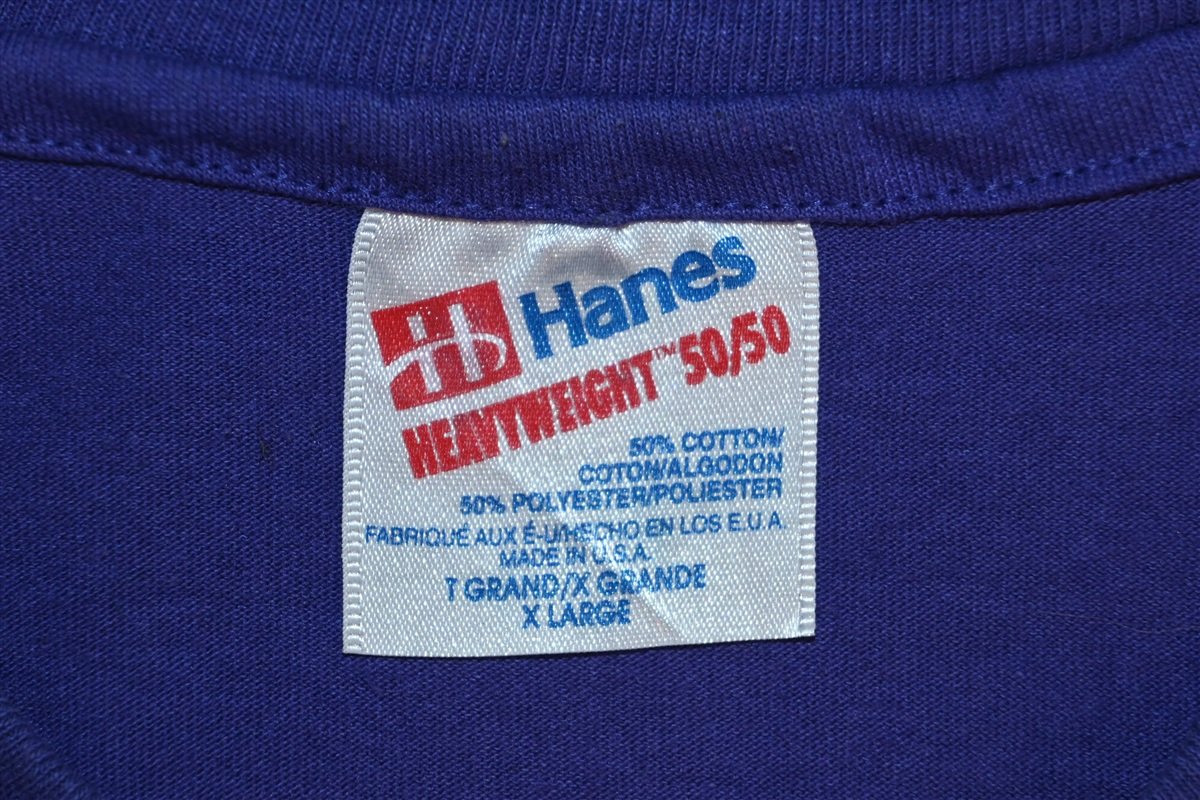 Hanes
HEAVYWEIGHT™ 50/50
50% COTTON/
COTON/ALGODON
50% POLYESTER/POLIESTER
FABRIQUÉ AUX É-U/HECHO EN LOS E.U.A.
MADE IN U.S.A.
T GRAND/X GRANDE
X LARGE